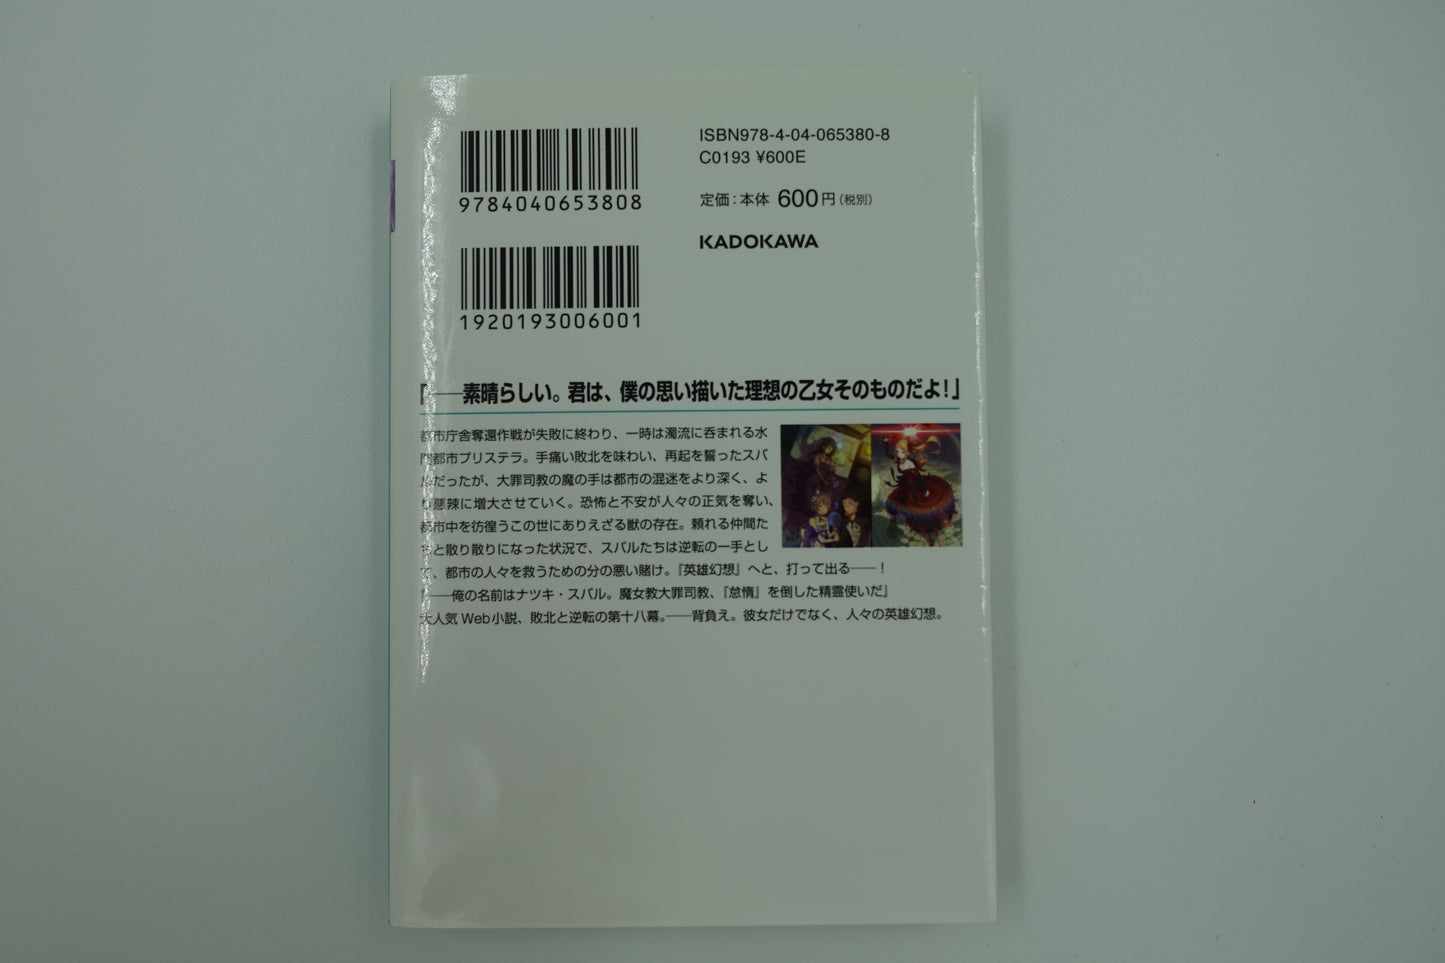 ISBN978-4-04-065380-8
C0193 ¥600E
9784040653808
定価：本体 600円（税別）
KADOKAWA
1920193006001
「──素晴らしい。君は、僕の思い描いた理想の乙女そのものだよ！」
都市庁舎奪還作戦が失敗に終わり、一時は濁流に呑まれる水
門都市プリステラ。手痛い敗北を味わい、再起を誓ったスバ
ルだったが、大罪司教の魔の手は都市の混迷をより深く、よ
り悪辣に増大させていく。恐怖と不安が人々の正気を奪い、
都市中を彷徨うこの世にありえざる獣の存在。頼れる仲間た
ちと散り散りになった状況で、スバルたちは逆転の一手とし
て、都市の人々を救うための分の悪い賭け。『英雄幻想』へと、打って出る──！
『──俺の名前はナツキ・スバル。魔女教大罪司教、『怠惰』を倒した精霊使いだ』
大人気Web小説、敗北と逆転の第十八幕。──背負え。彼女だけでなく、人々の英雄幻想。